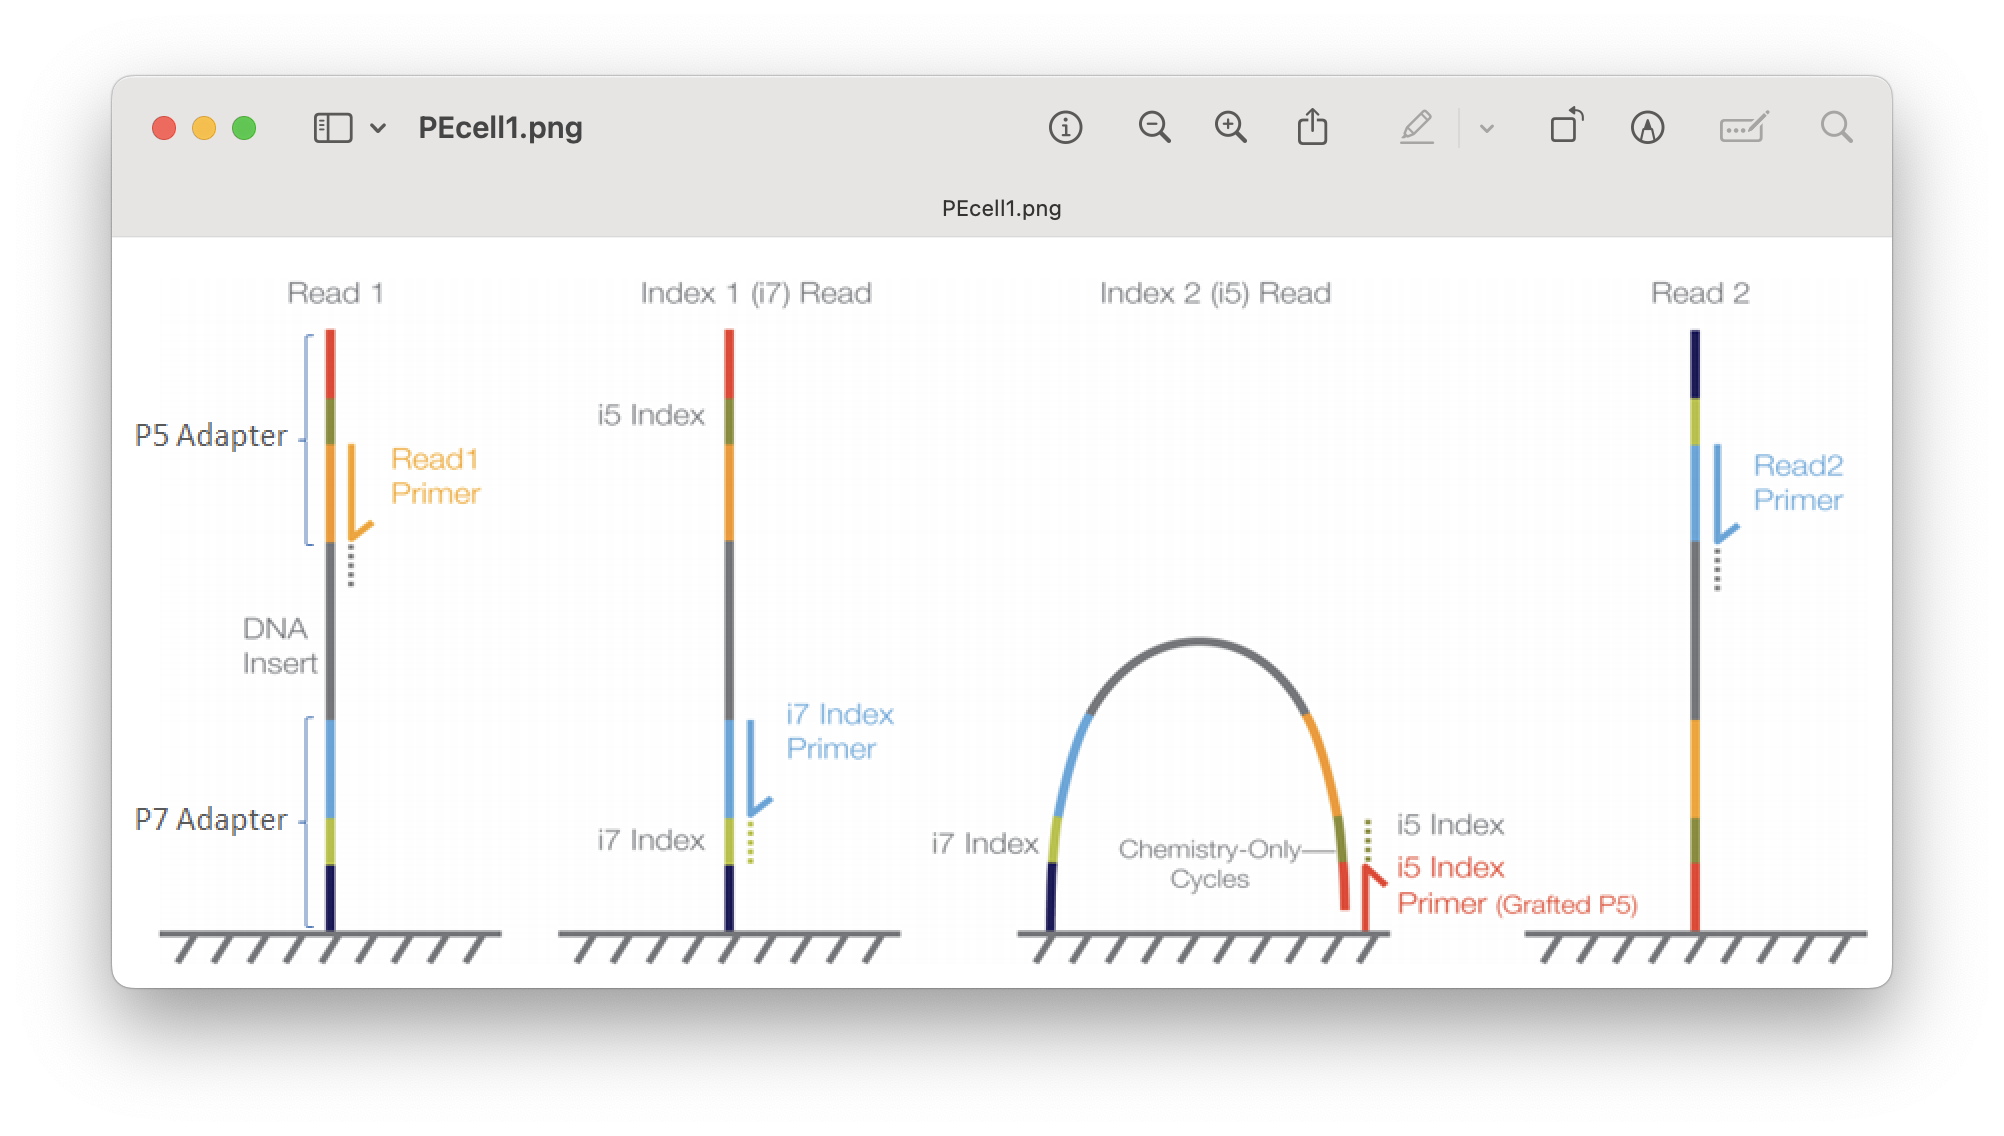 PEcell1.png
PEcell1.png
Read 1
Index 1 (i7) Read
Index 2 (i5) Read
Read 2
P5 Adapter
Read1
Primer
DNA
Insert
P7 Adapter
i5 Index
i7 Index
Primer
i7 Index
i7 Index
Chemistry-Only
Cycles
i5 Index
i5 Index
Primer (Grafted P5)
Read2
Primer